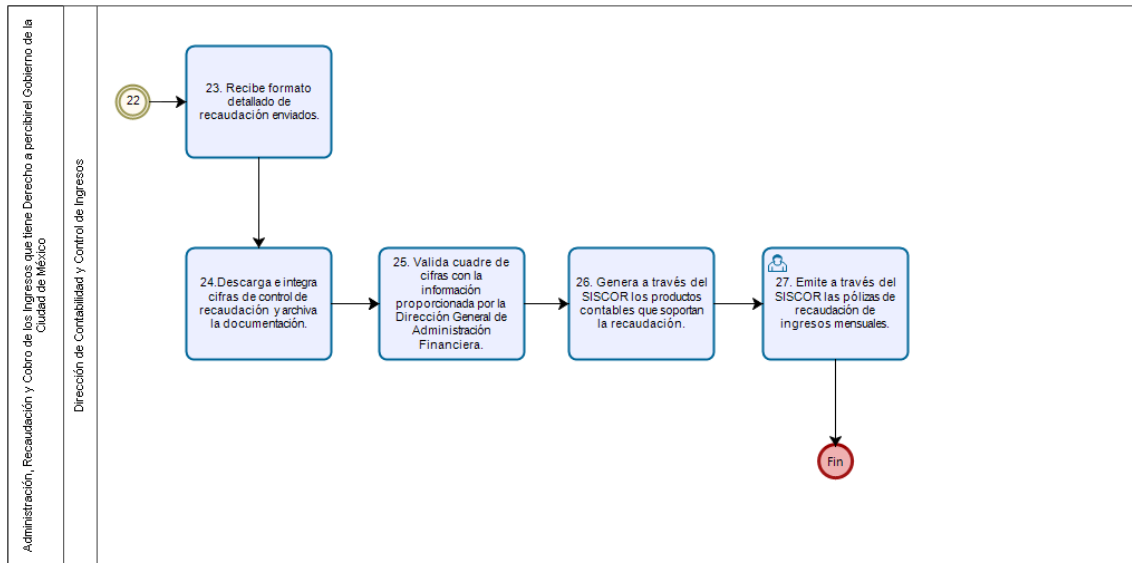 Administración, Recaudación y Cobro de los Ingresos que tiene Derecho a percibirel Gobierno de la
Ciudad de México
Dirección de Contabilidad y Control de Ingresos
22
23. Recibe formato
detallado de
recaudación enviados.
24.Descarga e integra
cifras de control de
recaudación y archiva
la documentación.
25. Valida cuadre de
cifras con la
información
proporcionada por la
Dirección General de
Administración
Financiera.
26. Genera a través del
SISCOR los productos
contables que soportan
la recaudación.
27. Emite a través del
SISCOR las pólizas de
recaudación de
ingresos mensuales.
Fin